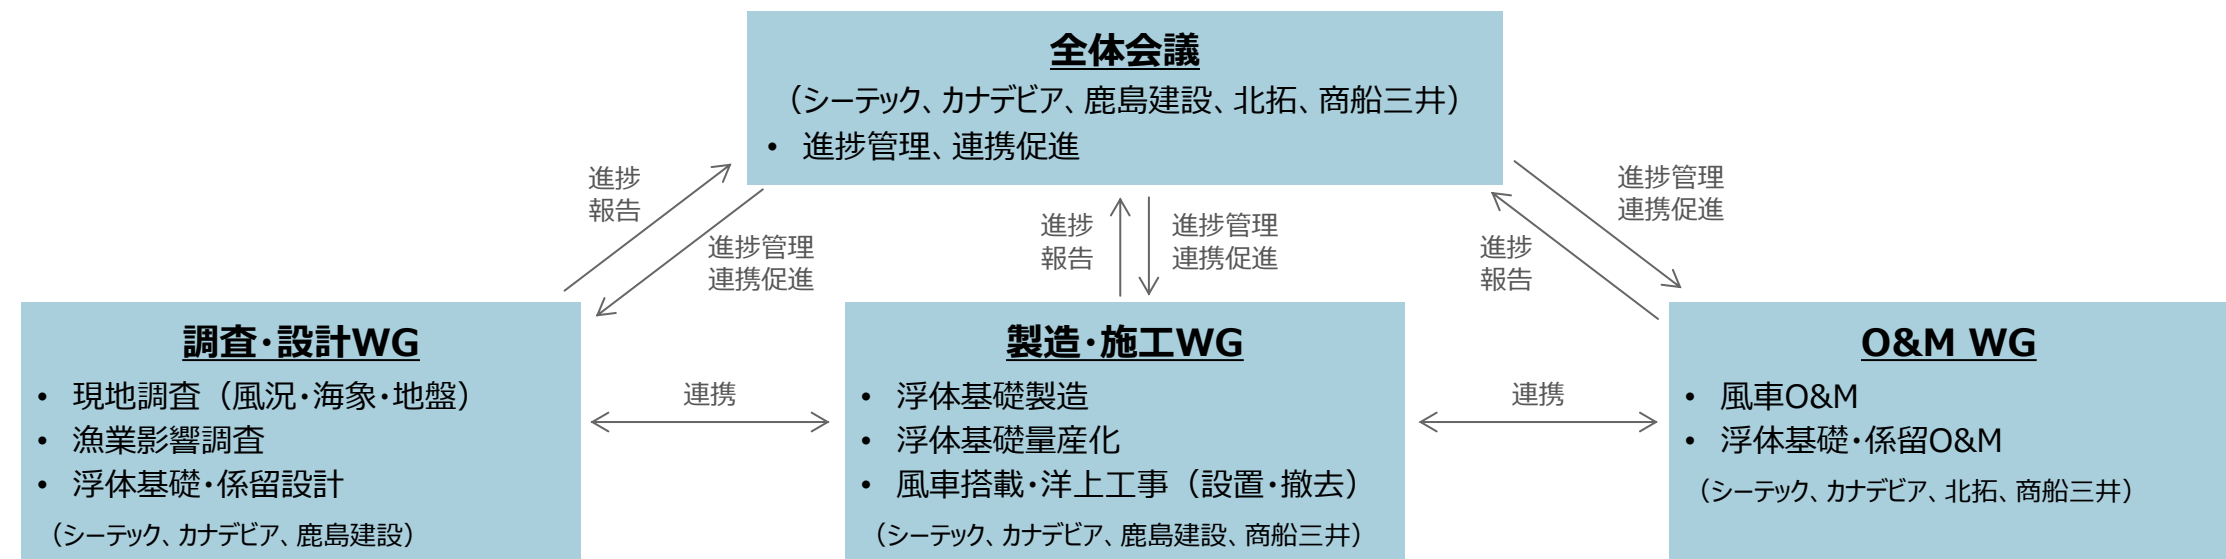 全体会議
（シーテック、カナデビア、鹿島建設、北拓、商船三井）
• 進捗管理、連携促進
進捗
報告
進捗管理
連携促進
進捗
報告
進捗管理
連携促進
進捗管理
連携促進
進捗
報告
調査・設計WG
• 現地調査（風況・海象・地盤）
• 漁業影響調査
• 浮体基礎・係留設計
（シーテック、カナデビア、鹿島建設）
連携
製造・施工WG
• 浮体基礎製造
• 浮体基礎量産化
• 風車搭載・洋上工事（設置・撤去）
（シーテック、カナデビア、鹿島建設、商船三井）
連携
O&M WG
• 風車O&M
• 浮体基礎・係留O&M
（シーテック、カナデビア、北拓、商船三井）